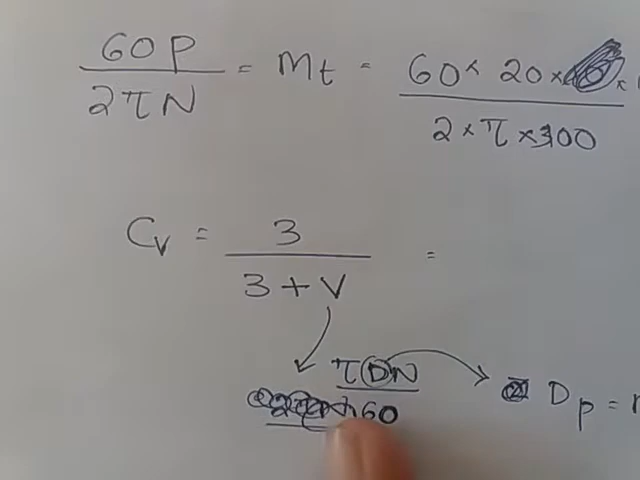 60P / 2πN = Mt = 60 × 20 × / 2 × π × 300
Cv = 3 / 3 + V =
πDN / 60
Dp =